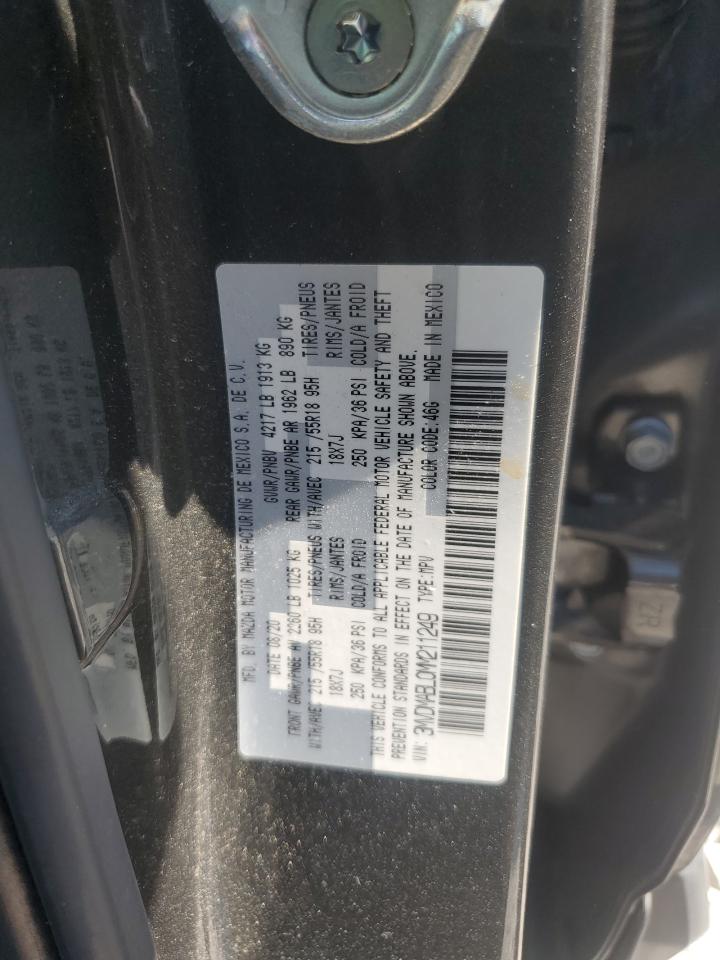 MFD. BY MAZDA MOTOR MANUFACTURING DE MEXICO S.A. DE C.V.
DATE 08/20 GVWR/PNBV 4217 LB 1913 KG
FRONT GAWR/PNBE AV 2260 LB 1025 KG REAR GAWR/PNBE AR 1962 LB 890 KG
WITH/AVEC 215 /55R18 95H TIRES/PNEUS WITH/AVEC 215 /55R18 95H TIRES/PNEUS
18X7J RIMS/JANTES 18X7J RIMS/JANTES
250 KPA/36 PSI COLD/A FROID 250 KPA/36 PSI COLD/A FROID
THIS VEHICLE CONFORMS TO ALL APPLICABLE FEDERAL MOTOR VEHICLE SAFETY AND THEFT
PREVENTION STANDARDS IN EFFECT ON THE DATE OF MANUFACTURE SHOWN ABOVE.
VIN: 3MVDMABL0MM211249 TYPE:MPV COLOR CODE:46G MADE IN MEXICO
ZR